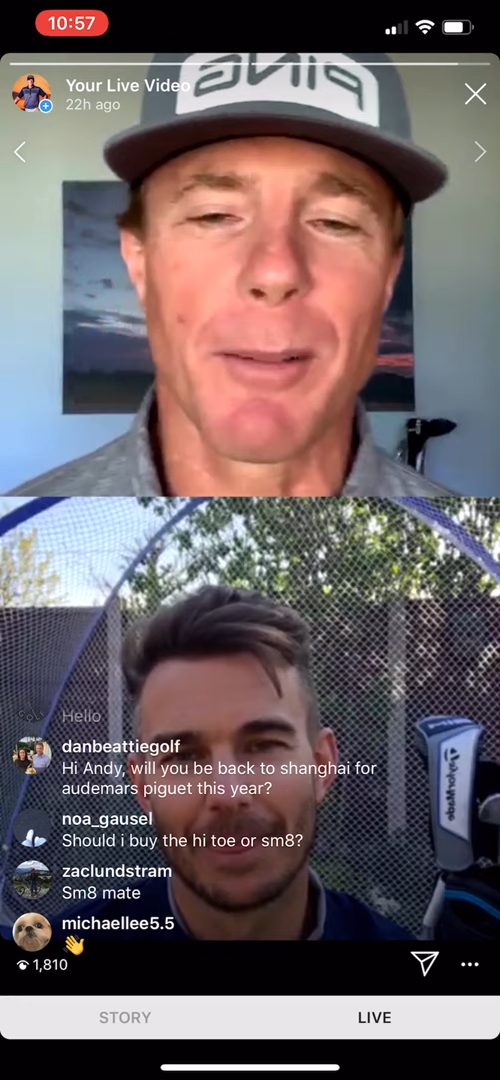 10:57
PING
Your Live Video
22h ago
Hello
danbeattiegolf
Hi Andy, will you be back to shanghai for
audemars piguet this year?
noa_gausel
Should i buy the hi toe or sm8?
zaclundstram
Sm8 mate
michaellee5.5
👋
1,810
TaylorMade
STORY
LIVE